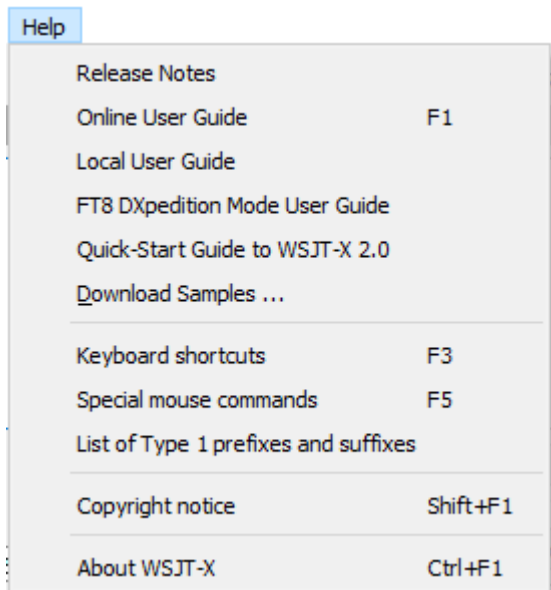 Help
Release Notes
Online User Guide F1
Local User Guide
FT8 DXpedition Mode User Guide
Quick-Start Guide to WSJT-X 2.0
Download Samples ...
Keyboard shortcuts F3
Special mouse commands F5
List of Type 1 prefixes and suffixes
Copyright notice Shift+F1
About WSJT-X Ctrl+F1